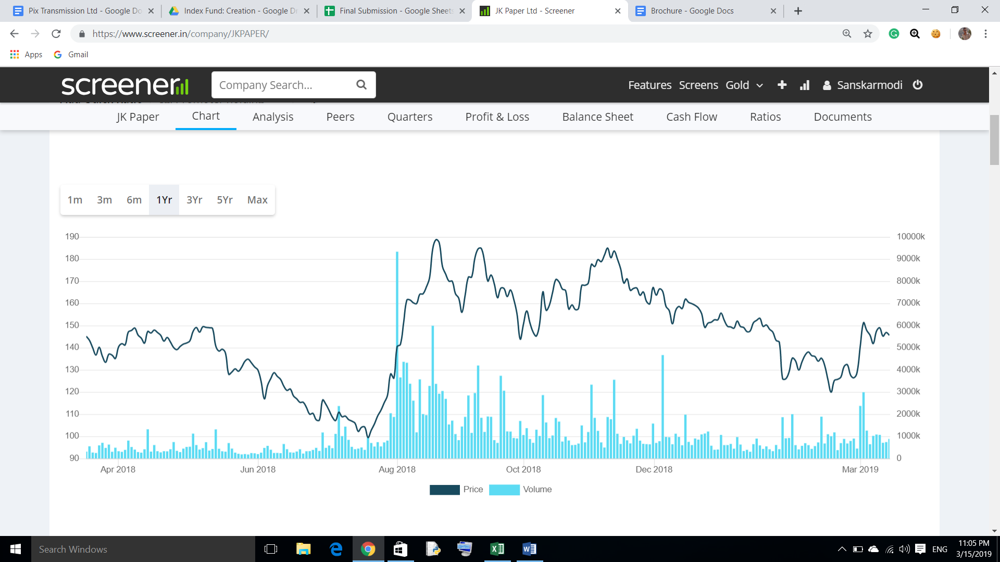 Pix Transmission Ltd - Google Do
Index Fund: Creation - Google Dr
Final Submission - Google Sheets
JK Paper Ltd - Screener
Brochure - Google Docs
https://www.screener.in/company/JKPAPER/
Apps
Gmail
screener
Company Search...
Features Screens Gold
Sanskarmodi
JK Paper
Chart
Analysis
Peers
Quarters
Profit & Loss
Balance Sheet
Cash Flow
Ratios
Documents
1m 3m 6m 1Yr 3Yr 5Yr Max
190 10000k
180 9000k
170 8000k
160 7000k
150 6000k
140 5000k
130 4000k
120 3000k
110 2000k
100 1000k
90 0
Apr 2018 Jun 2018 Aug 2018 Oct 2018 Dec 2018 Mar 2019
Price Volume
Search Windows
ENG
11:05 PM
3/15/2019